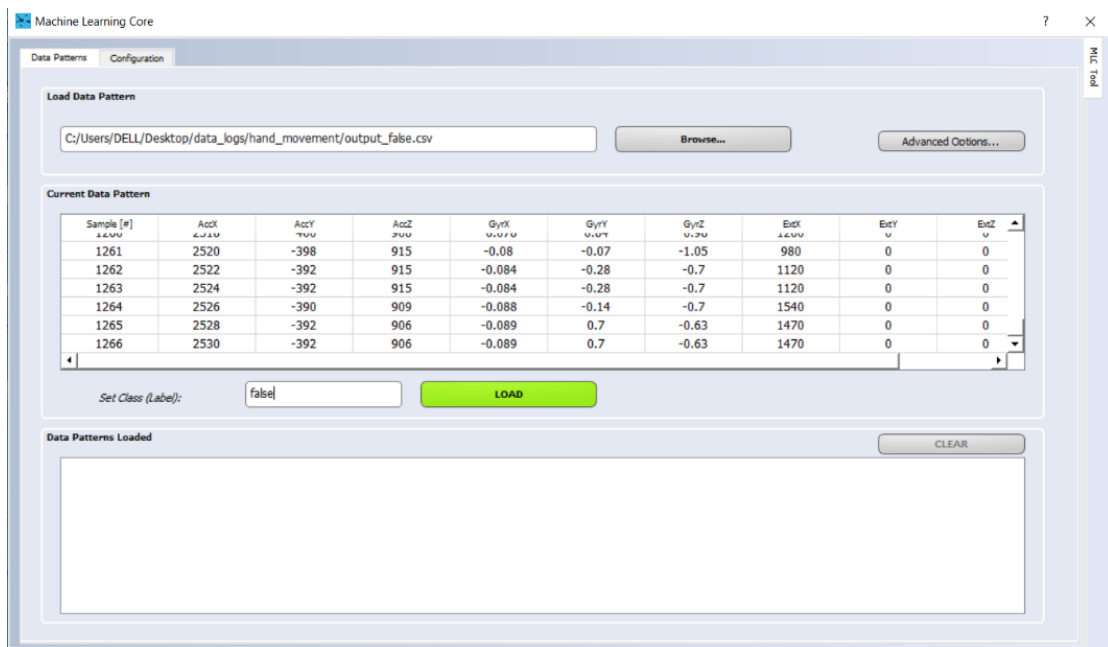 Machine Learning Core ? ×
Data Patterns Configuration
MLC Tool
Load Data Pattern
C:/Users/DELL/Desktop/data_logs/hand_movement/output_false.csv Browse... Advanced Options...
Current Data Pattern
Sample [#] AccX AccY AccZ GyrX GyrY GyrZ ExtX ExtY ExtZ
1261 2520 -398 915 -0.08 -0.07 -1.05 980 0 0
1262 2522 -392 915 -0.084 -0.28 -0.7 1120 0 0
1263 2524 -392 915 -0.084 -0.28 -0.7 1120 0 0
1264 2526 -390 909 -0.088 -0.14 -0.7 1540 0 0
1265 2528 -392 906 -0.089 0.7 -0.63 1470 0 0
1266 2530 -392 906 -0.089 0.7 -0.63 1470 0 0
Set Class (Label): false LOAD
Data Patterns Loaded CLEAR